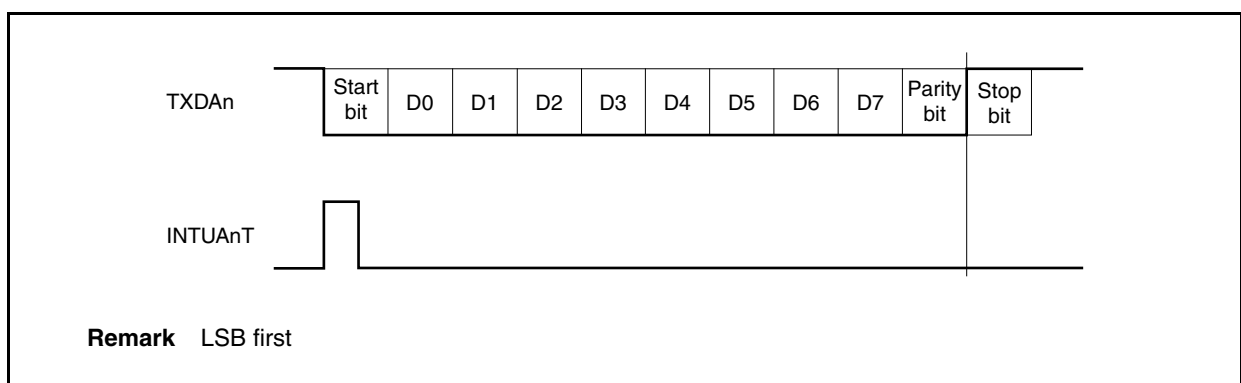 TXDAn
Start
bit
D0
D1
D2
D3
D4
D5
D6
D7
Parity
bit
Stop
bit
INTUAnT
Remark LSB first